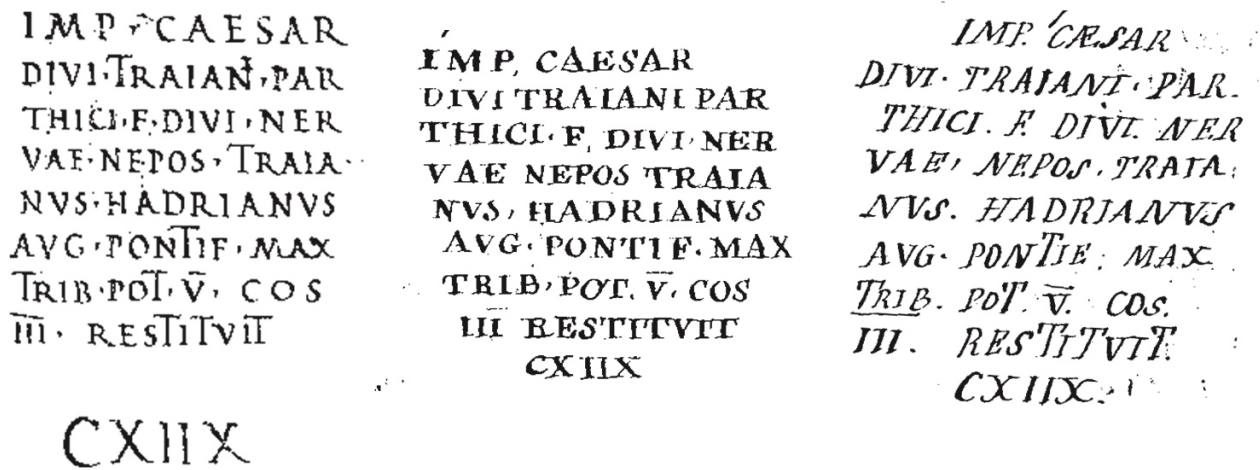 IMP · CAESAR
DIVI · TRAIANI · PAR
THICI · F · DIVI · NER
VAE · NEPOS · TRAIA
NVS · HADRIANVS
AVG · PONTIF · MAX
TRIB · POT · V̅ · COS
I̅I̅I̅ · RESTITVIT
CXIIX
IMP. CAESAR
DIVI TRAIANI PAR
THICI · F. DIVI · NER
VAE NEPOS TRAIA
NVS, HADRIANVS
AVG · PONTIF · MAX
TRIB · POT. V̅. COS
I̅I̅I̅ RESTITVIT
CXIIX
IMP. CÆSAR
DIVI · TRAIANI · PAR.
THICI. F. DIVI. NER
VAE, NEPOS. TRAIA.
NVS. HADRIANVS
AVG · PONTIE. MAX
TRIB. POT. V̅. COS.
III. RESTITVIT.
CXIIX.